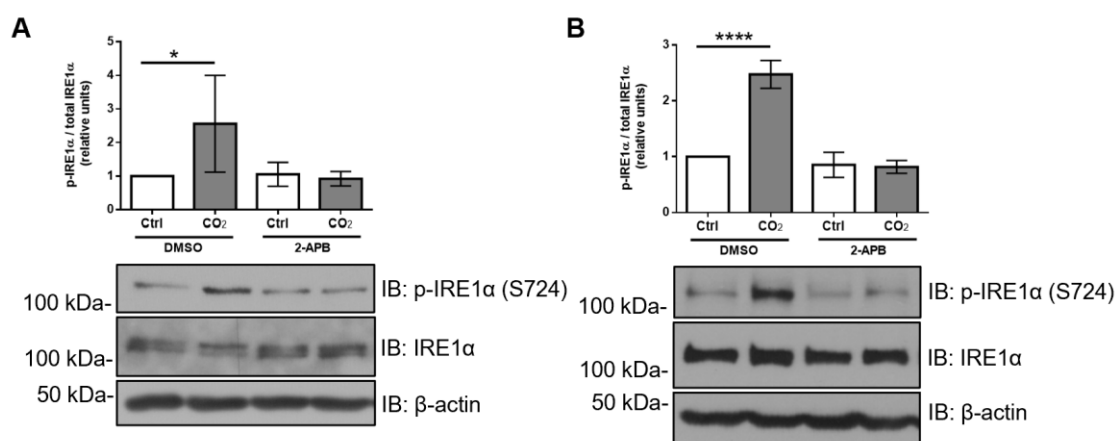 A
p-IRE1α / total IRE1α
(relative units)
5
4
3
2
1
0
*
Ctrl CO₂ Ctrl CO₂
DMSO 2-APB
100 kDa- IB: p-IRE1α (S724)
100 kDa- IB: IRE1α
50 kDa- IB: β-actin
B
p-IRE1α / total IRE1α
(relative units)
3
2
1
0
****
Ctrl CO₂ Ctrl CO₂
DMSO 2-APB
100 kDa- IB: p-IRE1α (S724)
100 kDa- IB: IRE1α
50 kDa- IB: β-actin